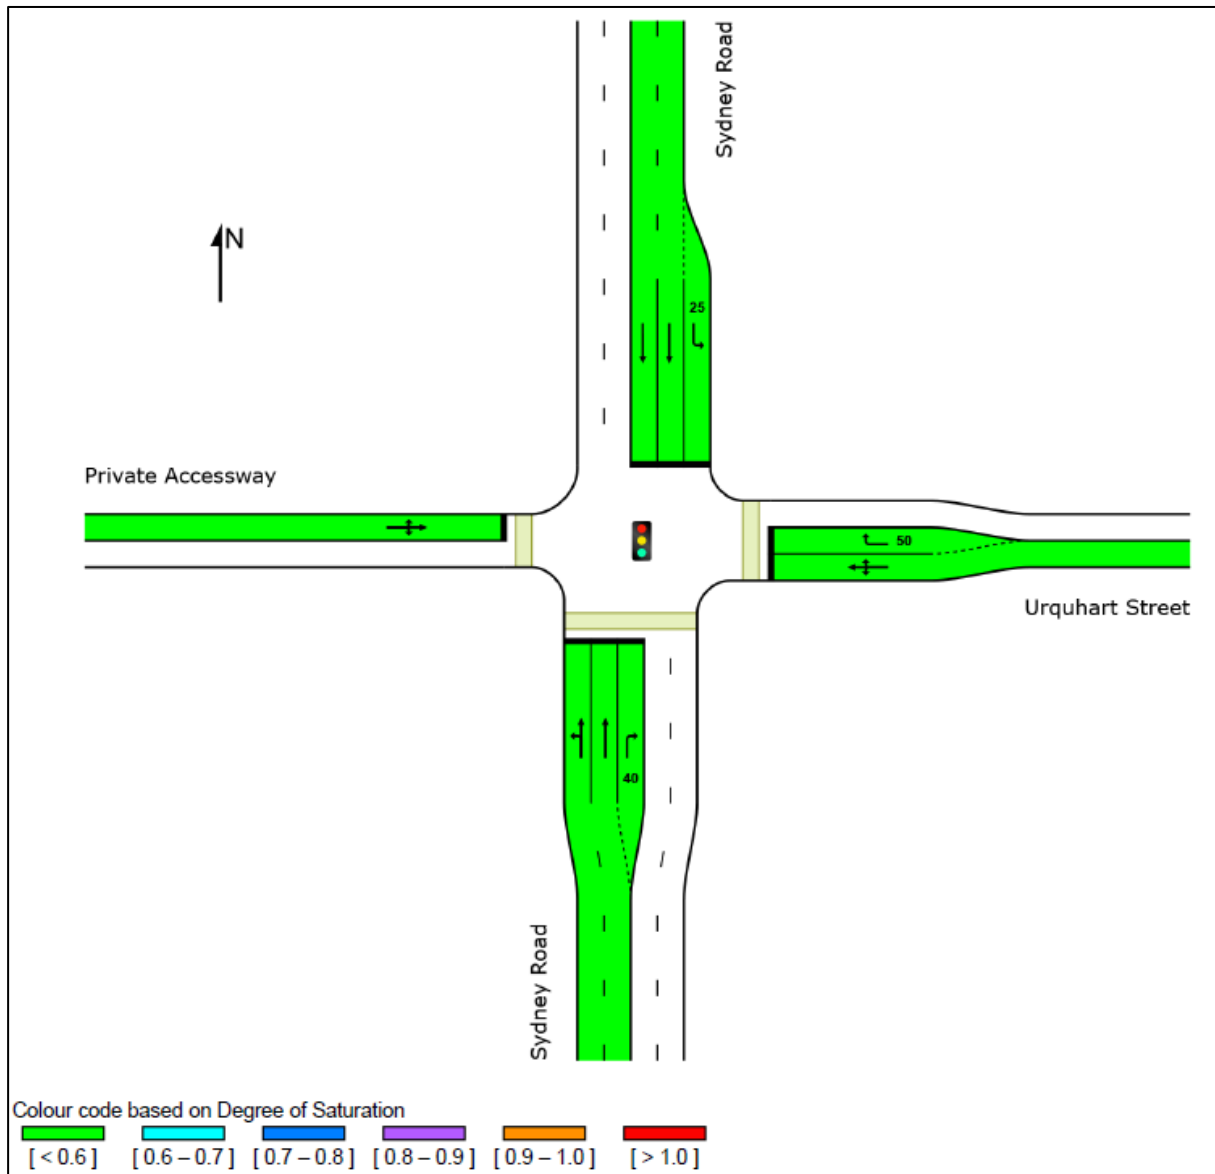 Sydney Road
N
25
Private Accessway
50
Urquhart Street
40
Sydney Road
Colour code based on Degree of Saturation
[ < 0.6 ] [ 0.6 – 0.7 ] [ 0.7 – 0.8 ] [ 0.8 – 0.9 ] [ 0.9 – 1.0 ] [ > 1.0 ]